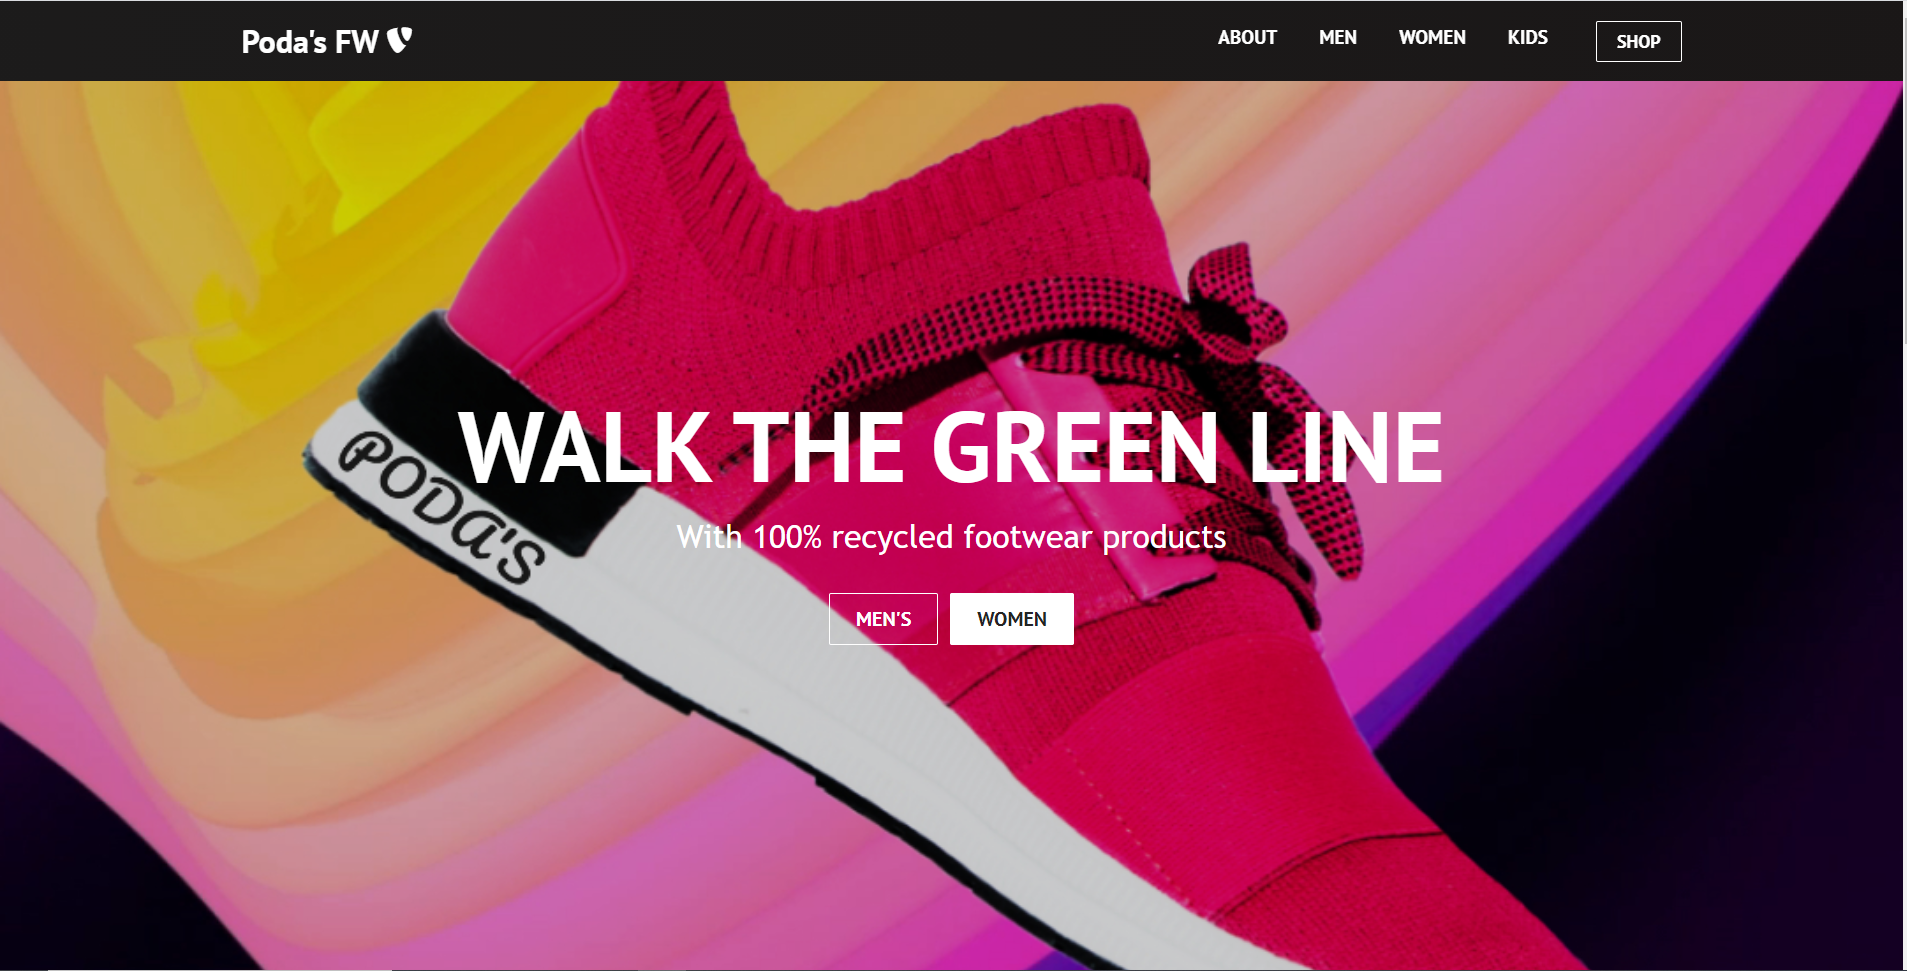 Poda's FW
ABOUT MEN WOMEN KIDS SHOP
WALK THE GREEN LINE
With 100% recycled footwear products
MEN'S WOMEN
PODA'S